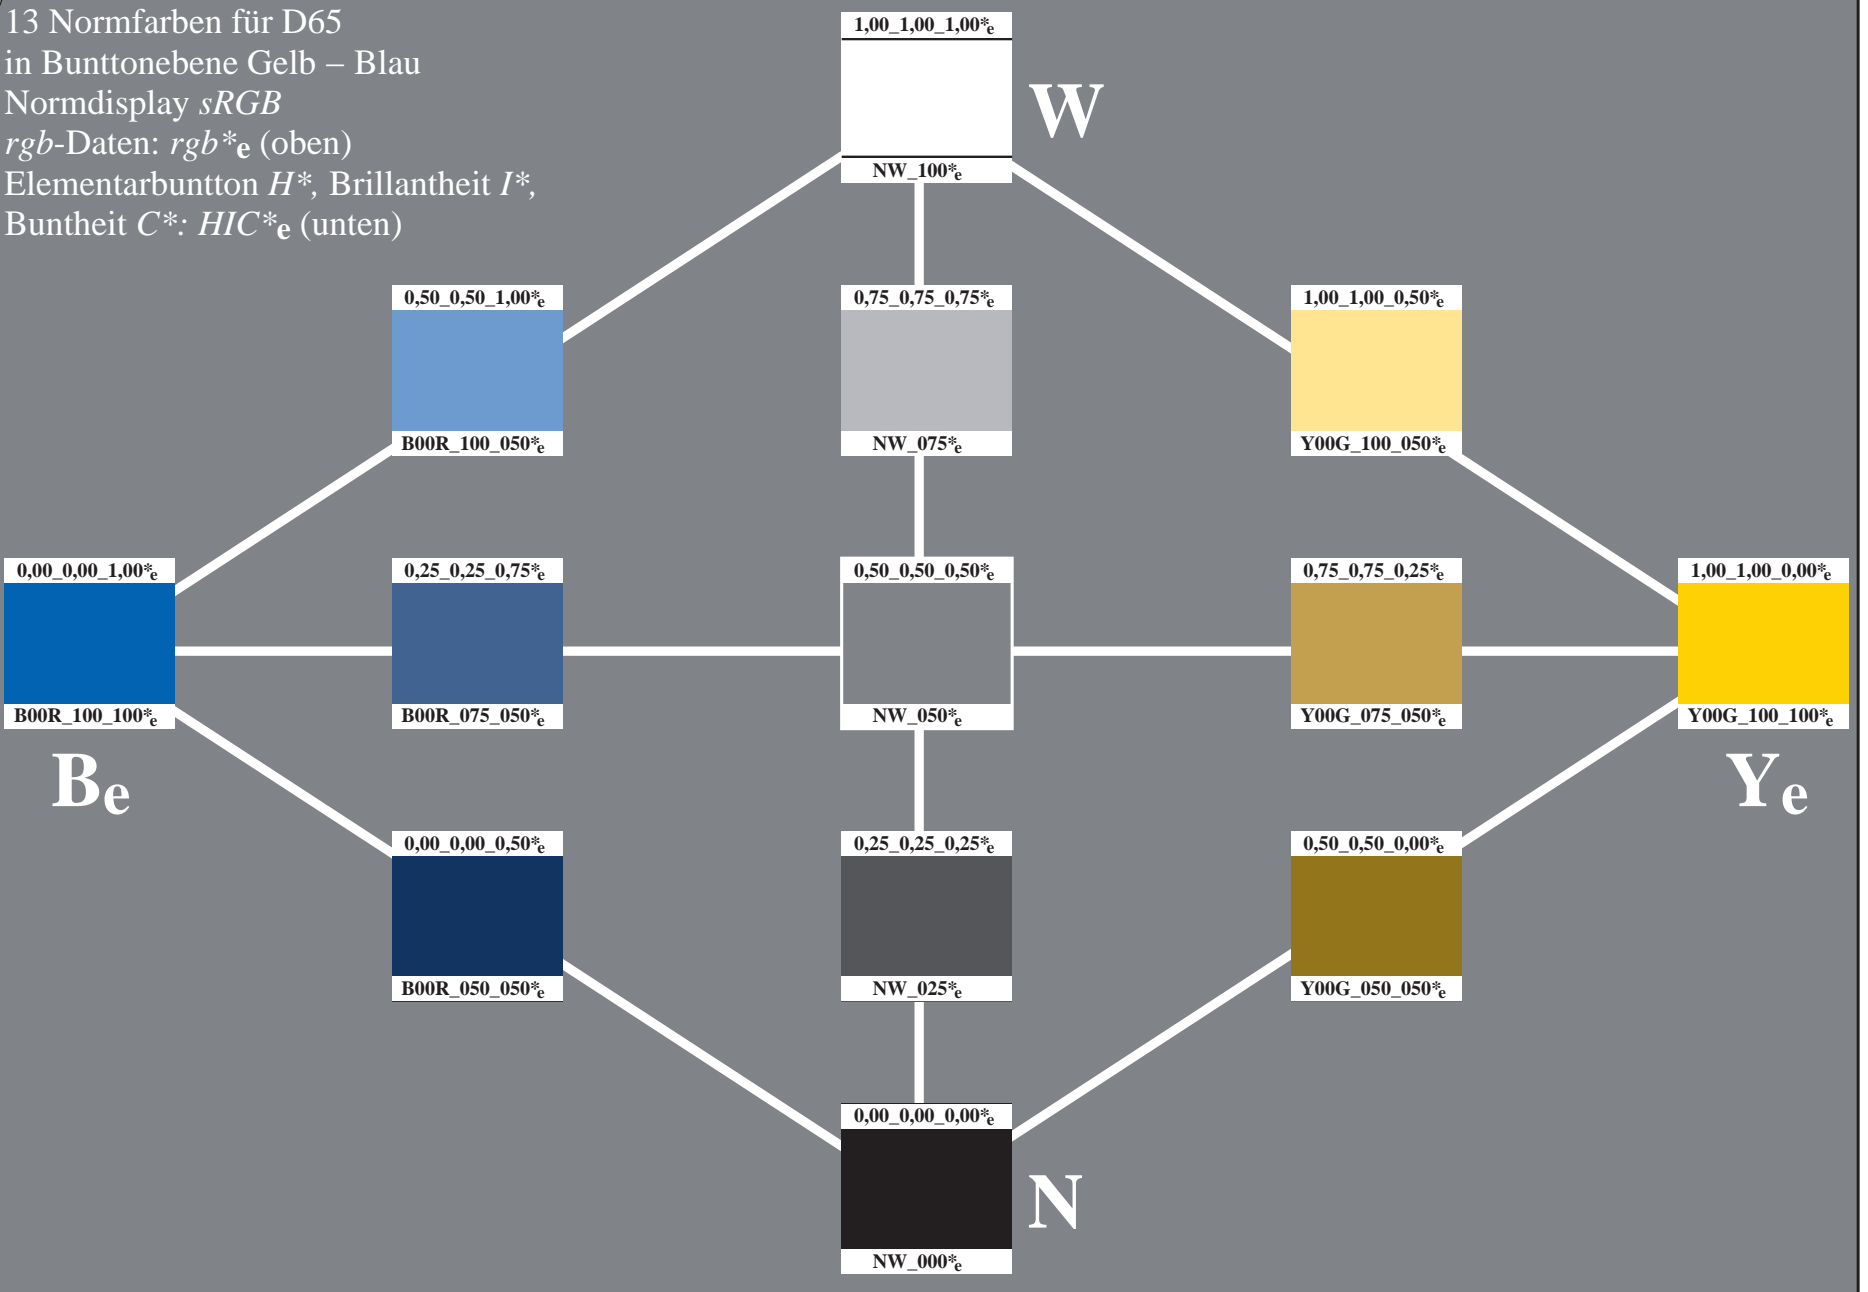 13 Normfarben für D65
in Bunttonebene Gelb – Blau
Normdisplay sRGB
rgb-Daten: rgb*e (oben)
Elementarbuntton H*, Brillantheit I*,
Buntheit C*: HIC*e (unten)
1,00_1,00_1,00*e
W
NW_100*e
0,50_0,50_1,00*e
0,75_0,75_0,75*e
1,00_1,00_0,50*e
B00R_100_050*e
NW_075*e
Y00G_100_050*e
0,00_0,00_1,00*e
0,25_0,25_0,75*e
0,50_0,50_0,50*e
0,75_0,75_0,25*e
1,00_1,00_0,00*e
B00R_100_100*e
B00R_075_050*e
NW_050*e
Y00G_075_050*e
Y00G_100_100*e
Be
Ye
0,00_0,00_0,50*e
0,25_0,25_0,25*e
0,50_0,50_0,00*e
B00R_050_050*e
NW_025*e
Y00G_050_050*e
0,00_0,00_0,00*e
N
NW_000*e